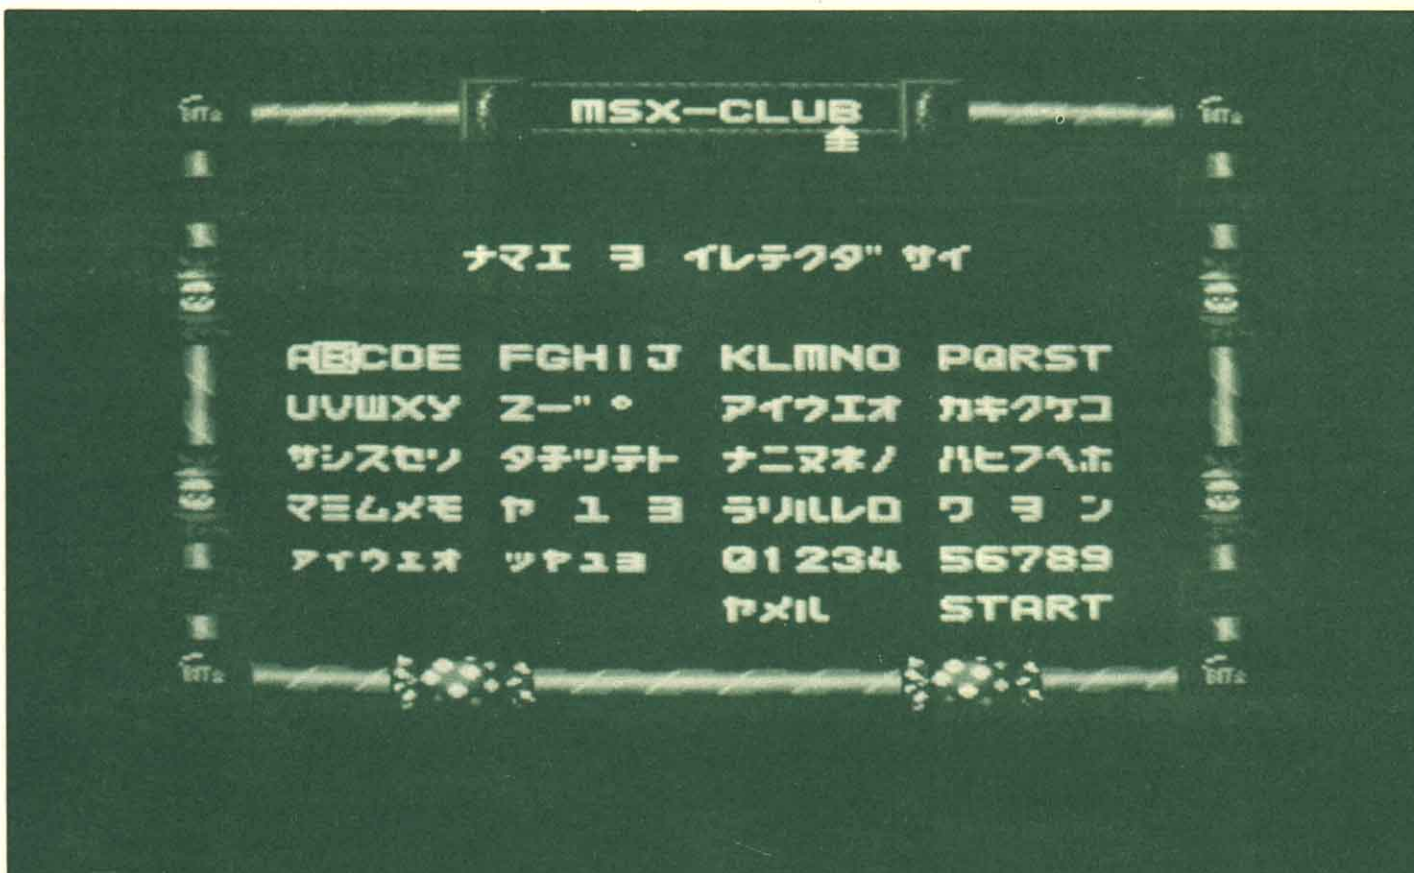 MSX-CLUB
ナマエ ヲ イレテクダ"サイ
ABCDE FGHIJ KLMNO PQRST
UVWXY Zー"° アイウエオ カキクケコ
サシスセソ タチツテト ナニヌネノ ハヒフヘホ
マミムメモ ヤ ユ ヨ ラリルレロ ワ ヲ ン
ァィゥェォ ッャュョ 01234 56789
ヤメル START